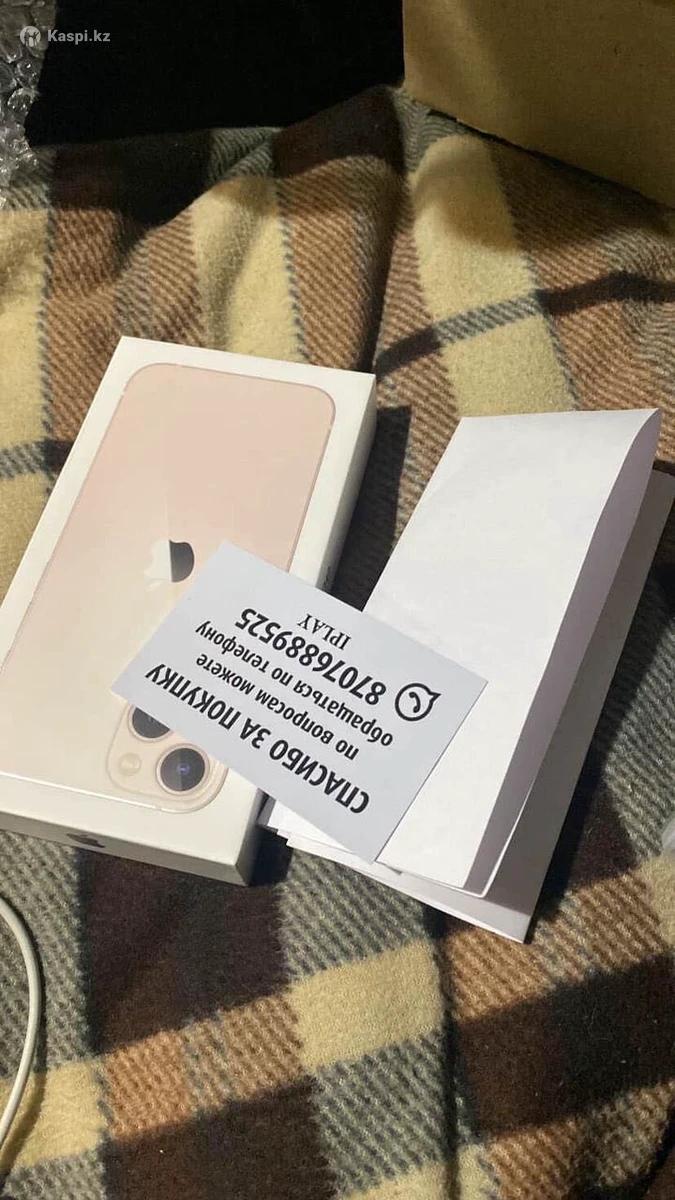 Kaspi.kz
СПАСИБО ЗА ПОКУПКУ
по вопросам можете
обращаться по телефону
87076889525
IPLAY